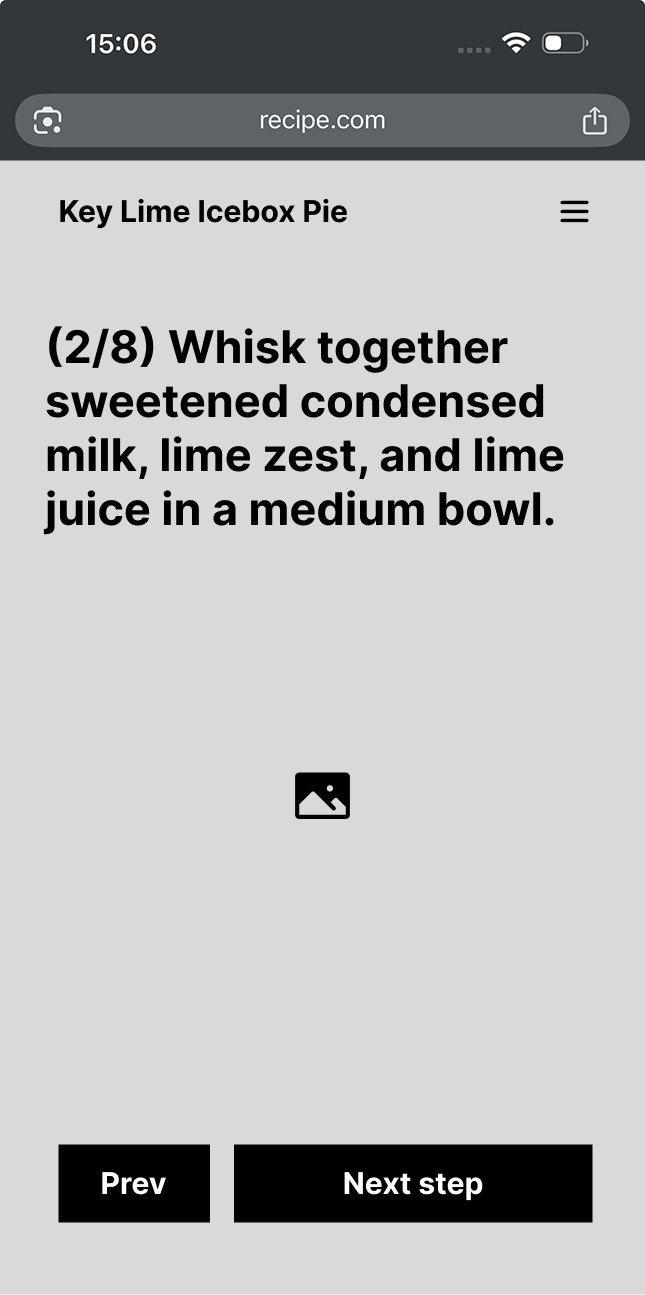 15:06
recipe.com
Key Lime Icebox Pie
(2/8) Whisk together
sweetened condensed
milk, lime zest, and lime
juice in a medium bowl.
Prev
Next step